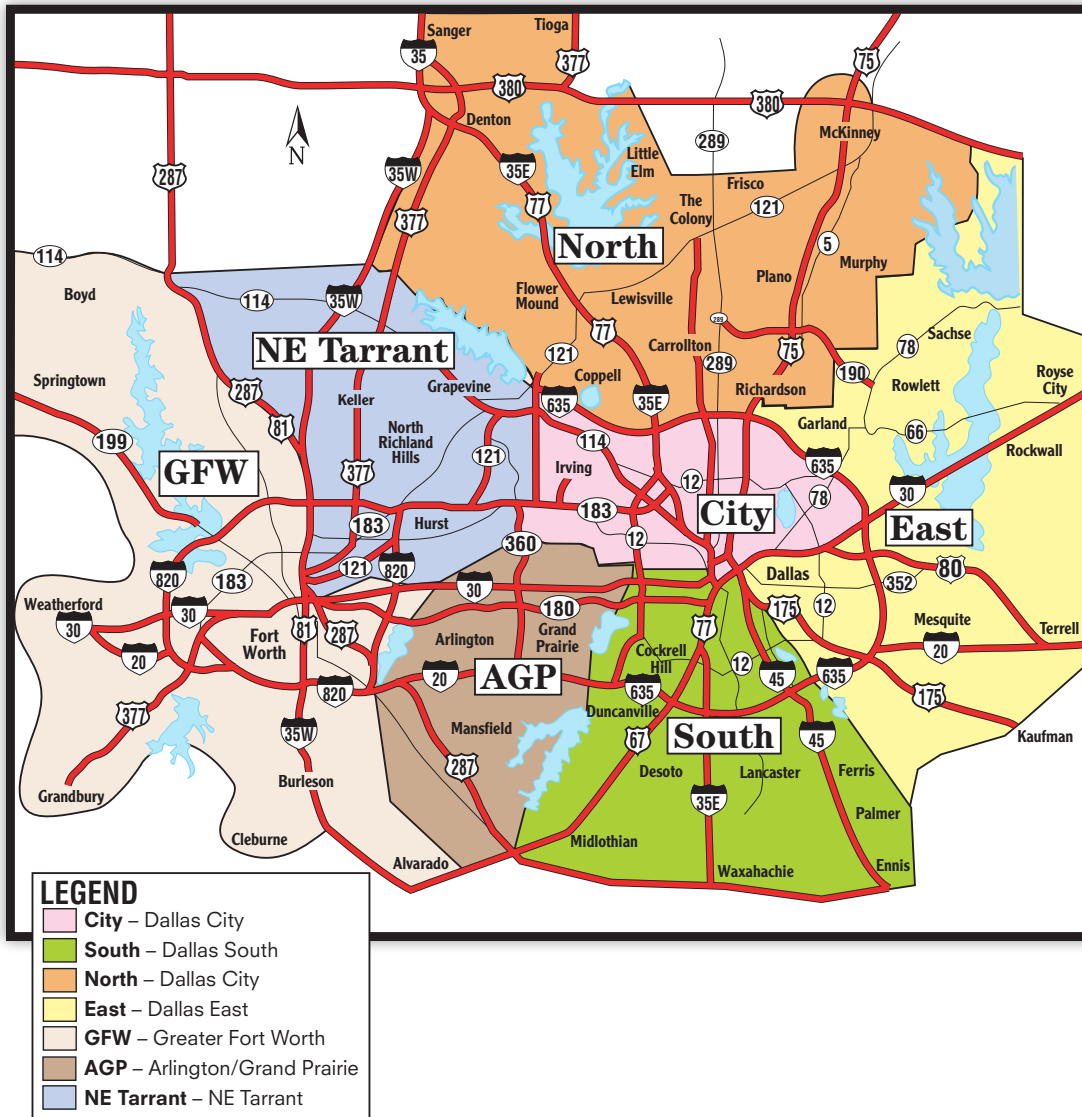 Sanger
Tioga
35
377
75
380
380
Denton
McKinney
N
289
Little
Elm
35W
35E
287
Frisco
The
Colony
121
77
377
5
North
Murphy
114
Plano
Boyd
Flower
Mound
Lewisville
114
35W
289
77
Sachse
NE Tarrant
Carrollton
78
121
75
289
Springtown
Coppell
190
Royse
City
Grapevine
Richardson
Rowlett
287
Keller
635
35E
81
Garland
66
199
North
Richland
Hills
114
Rockwall
121
Irving
635
GFW
377
12
30
78
183
183
City
East
Hurst
183
12
360
820
183
121
820
30
Dallas
80
352
Weatherford
30
30
180
175
12
81
287
77
Mesquite
Fort
Worth
Arlington
Grand
Prairie
Terrell
20
Cockrell
Hill
12
20
AGP
20
45
635
820
635
175
377
Duncanville
35W
Mansfield
67
South
45
Kaufman
287
Desoto
Lancaster
Ferris
Burleson
Grandbury
35E
Palmer
Cleburne
Midlothian
Alvarado
Waxahachie
Ennis
LEGEND
City – Dallas City
South – Dallas South
North – Dallas City
East – Dallas East
GFW – Greater Fort Worth
AGP – Arlington/Grand Prairie
NE Tarrant – NE Tarrant